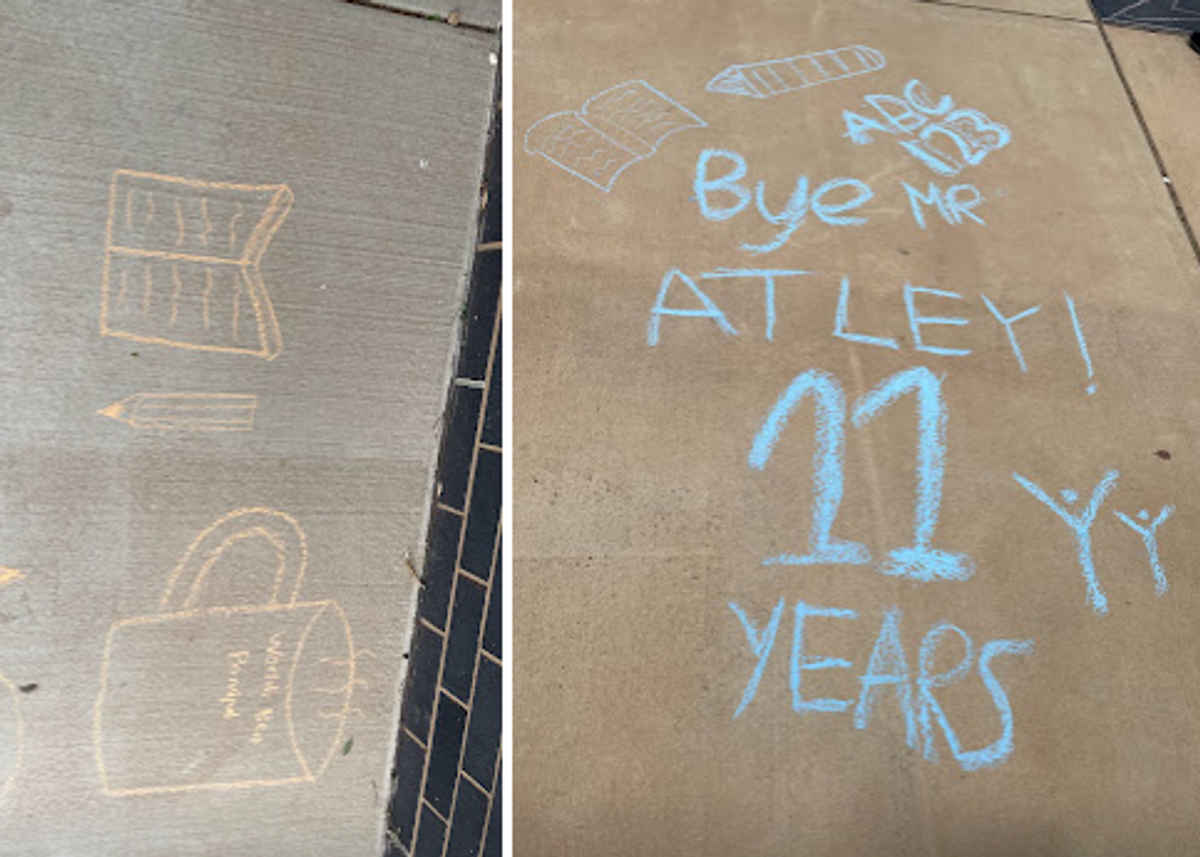 ABC
123
Bye MR
ATLEY!
11
YEARS